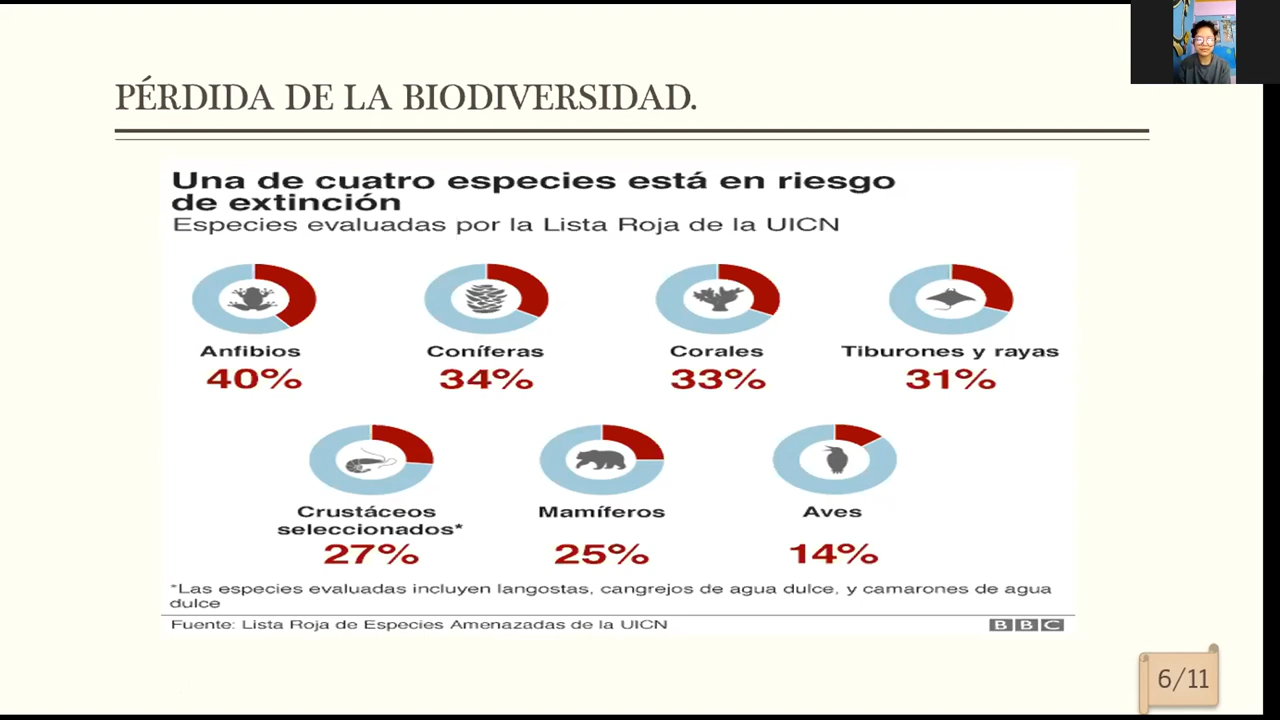 PÉRDIDA DE LA BIODIVERSIDAD.
Una de cuatro especies está en riesgo
de extinción
Especies evaluadas por la Lista Roja de la UICN
Anfibios
40%
Coníferas
34%
Corales
33%
Tiburones y rayas
31%
Crustáceos
seleccionados*
27%
Mamíferos
25%
Aves
14%
*Las especies evaluadas incluyen langostas, cangrejos de agua dulce, y camarones de agua
dulce
Fuente: Lista Roja de Especies Amenazadas de la UICN
BBC
6/11